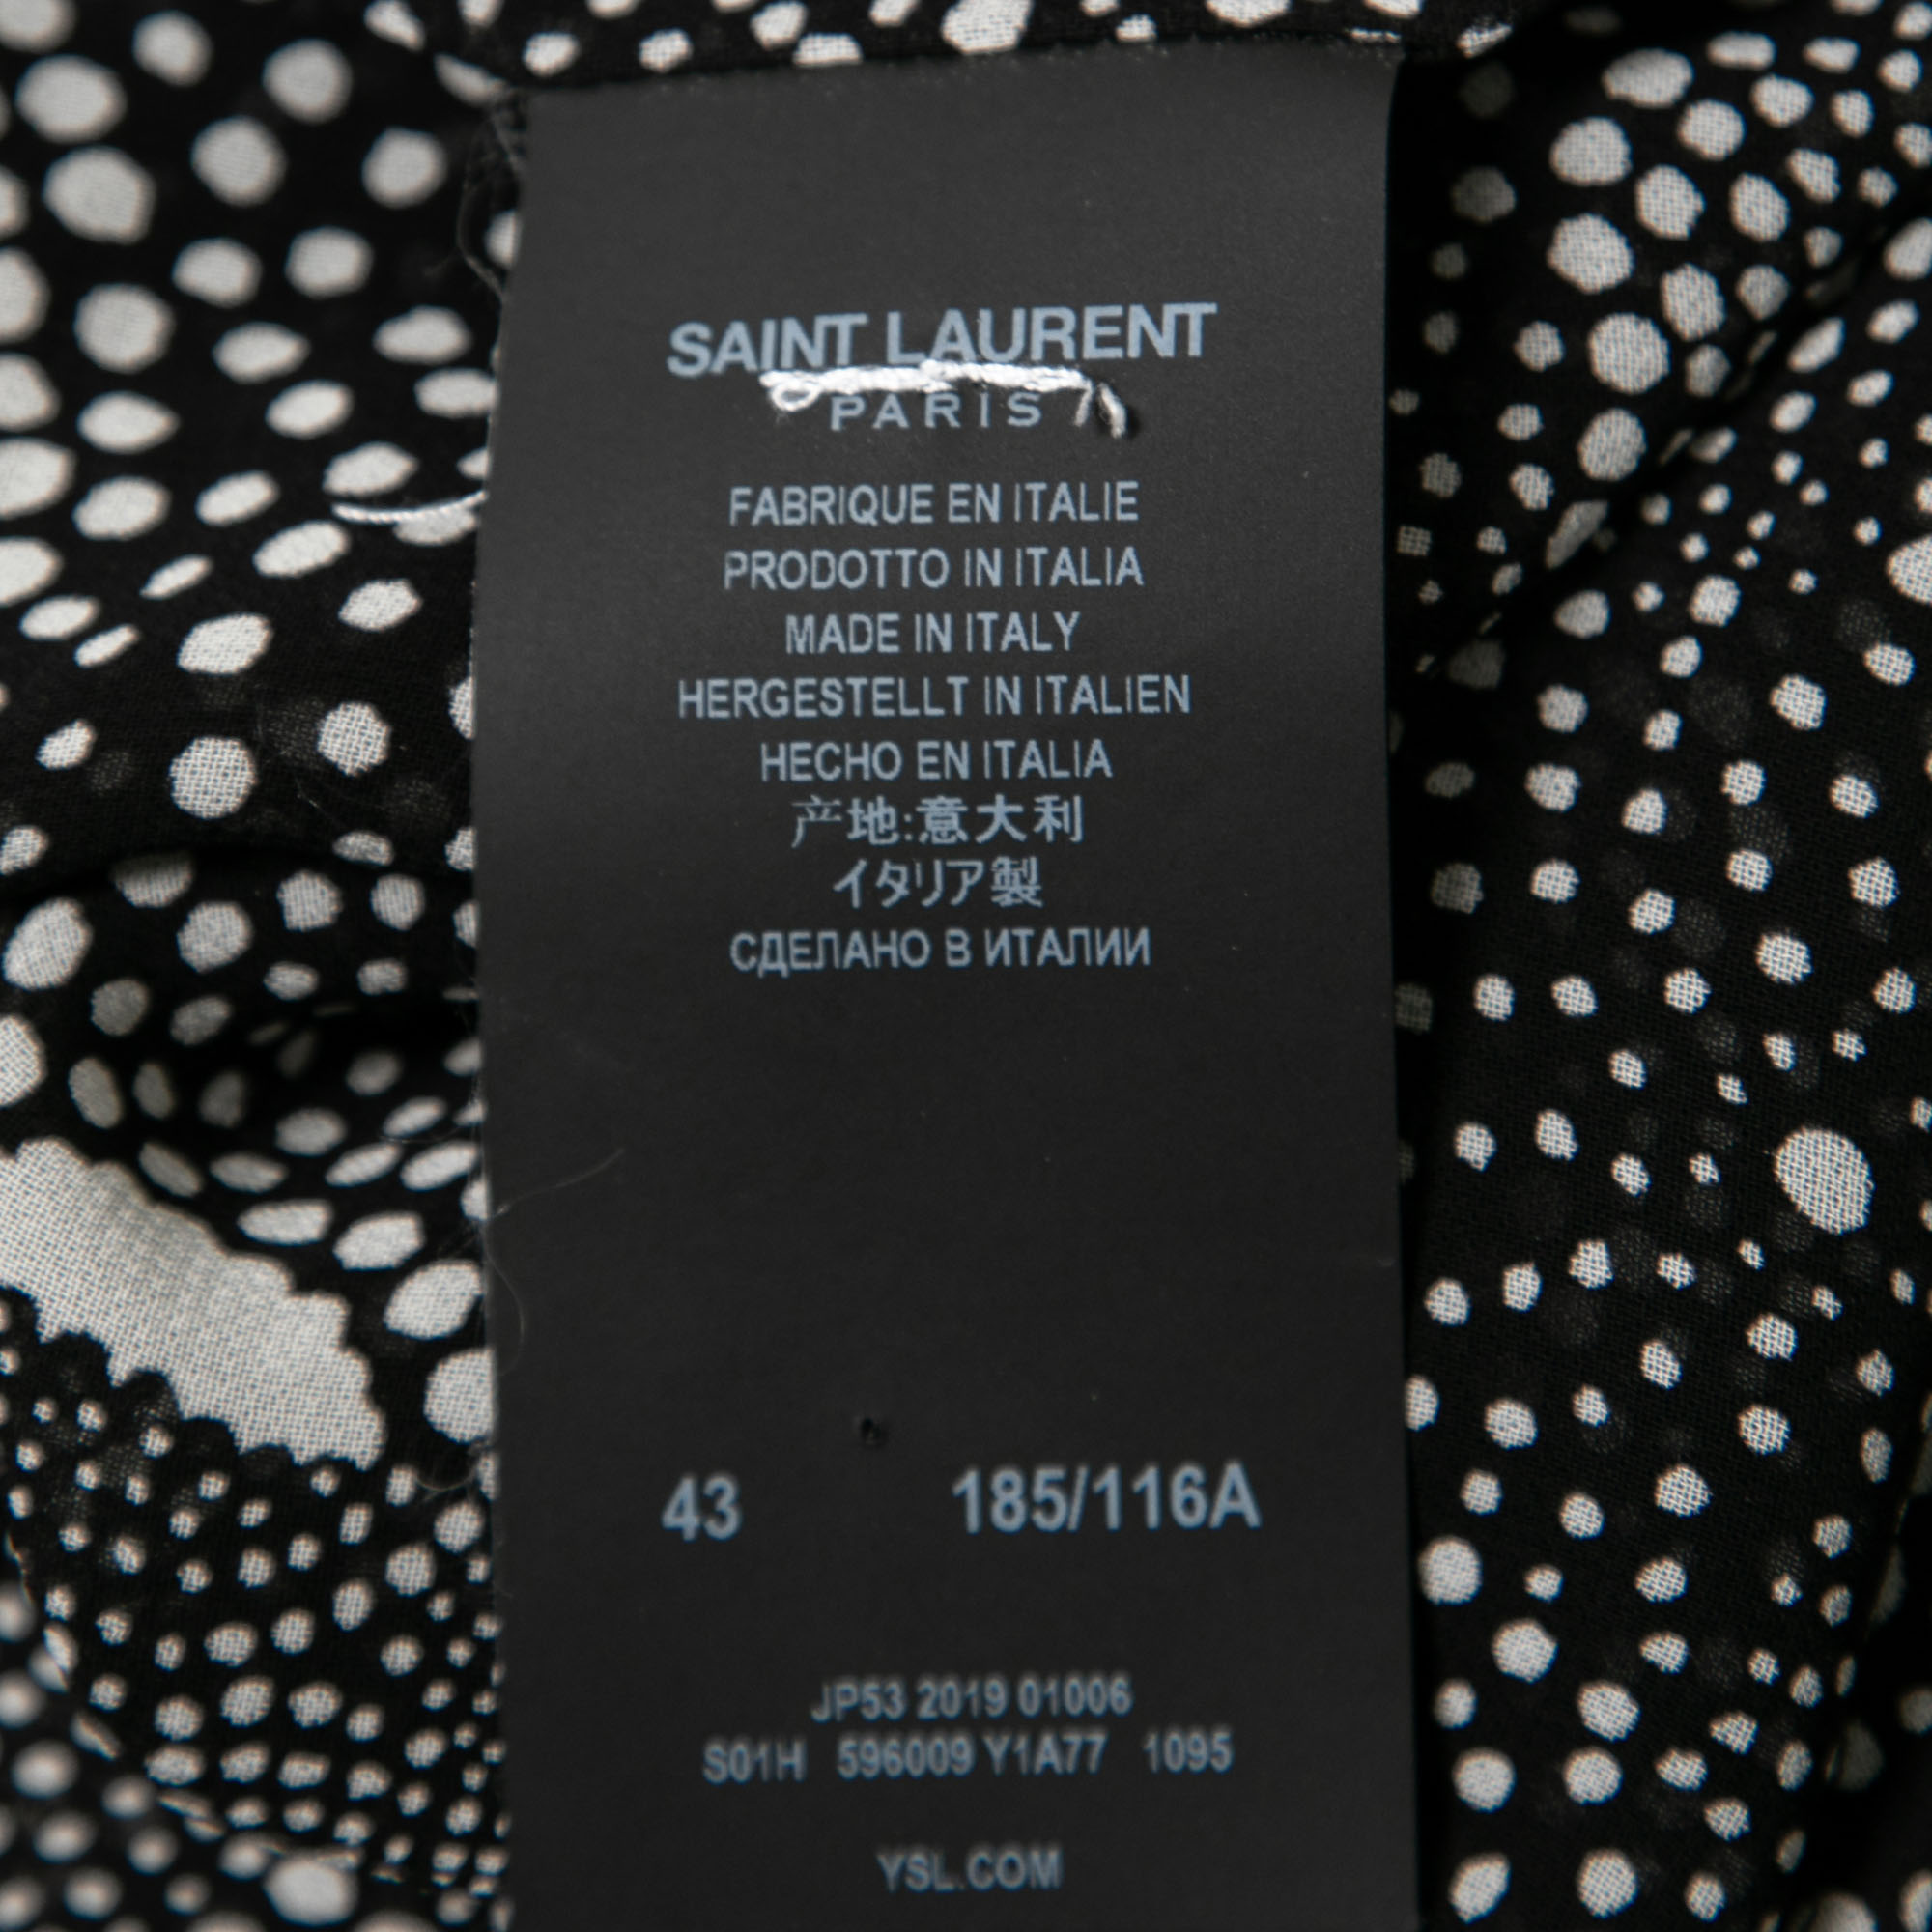 SAINT LAURENT
PARIS
FABRIQUE EN ITALIE
PRODOTTO IN ITALIA
MADE IN ITALY
HERGESTELLT IN ITALIEN
HECHO EN ITALIA
产地:意大利
イタリア製
СДЕЛАНО В ИТАЛИИ
43 185/116A
JP53 2019 01006
S01H 596009 Y1A77 1095
YSL.COM